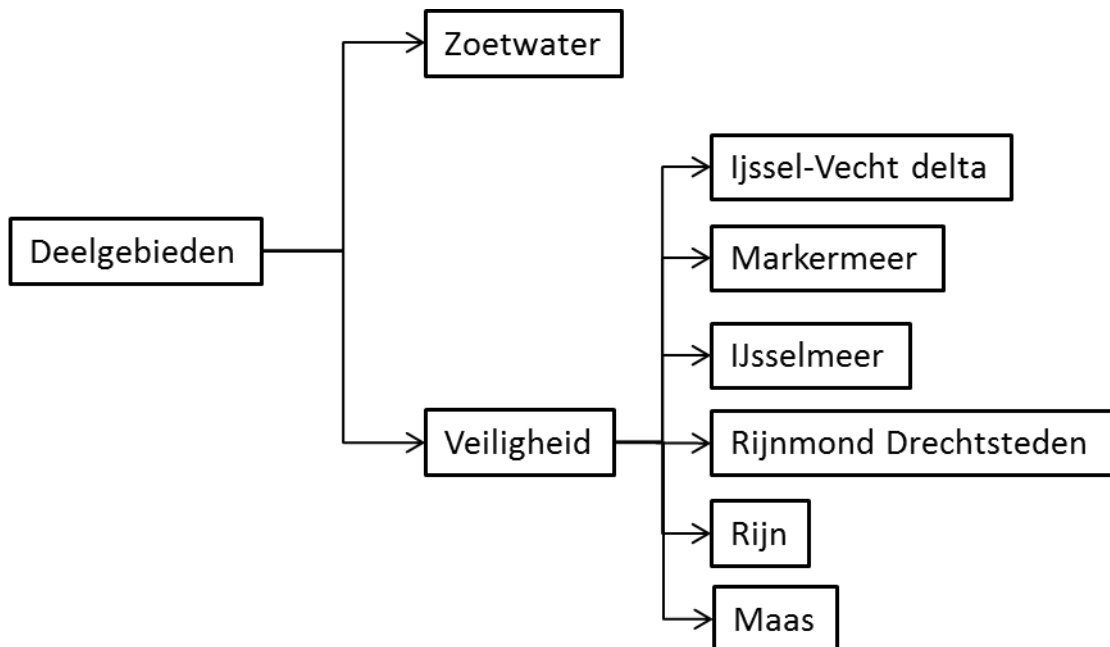 Zoetwater
Ijssel-Vecht delta
Deelgebieden
Markermeer
IJsselmeer
Veiligheid
Rijnmond Drechtsteden
Rijn
Maas